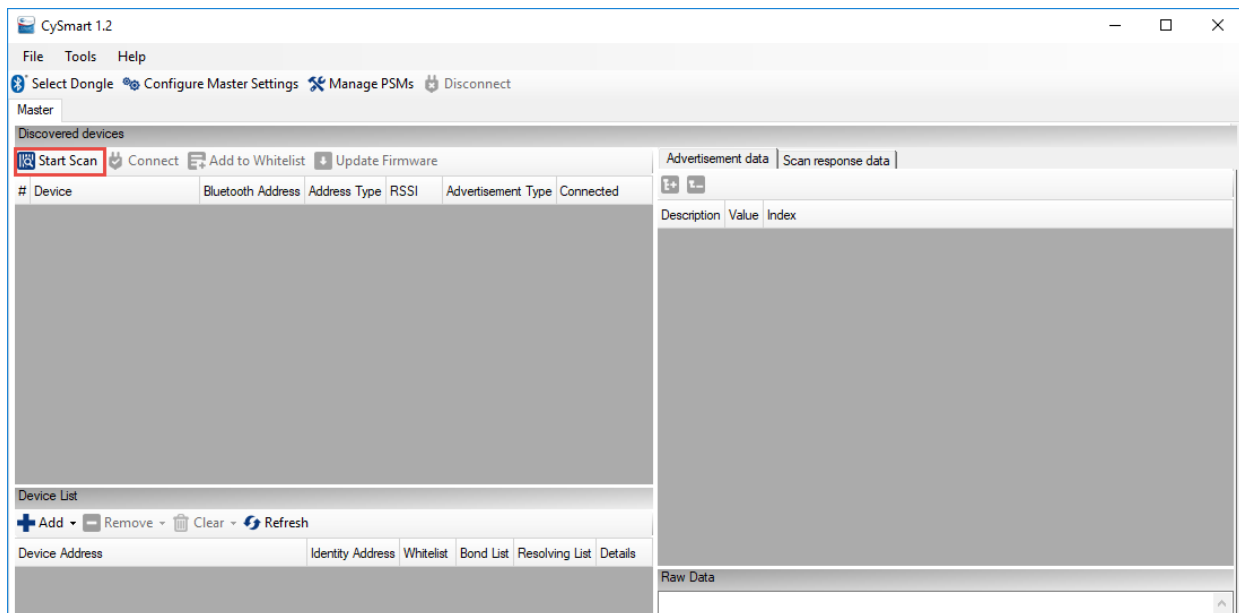 CySmart 1.2
File Tools Help
Select Dongle Configure Master Settings Manage PSMs Disconnect
Master
Discovered devices
Start Scan Connect Add to Whitelist Update Firmware
# Device Bluetooth Address Address Type RSSI Advertisement Type Connected
Advertisement data Scan response data
Description Value Index
Device List
Add Remove Clear Refresh
Device Address Identity Address Whitelist Bond List Resolving List Details
Raw Data